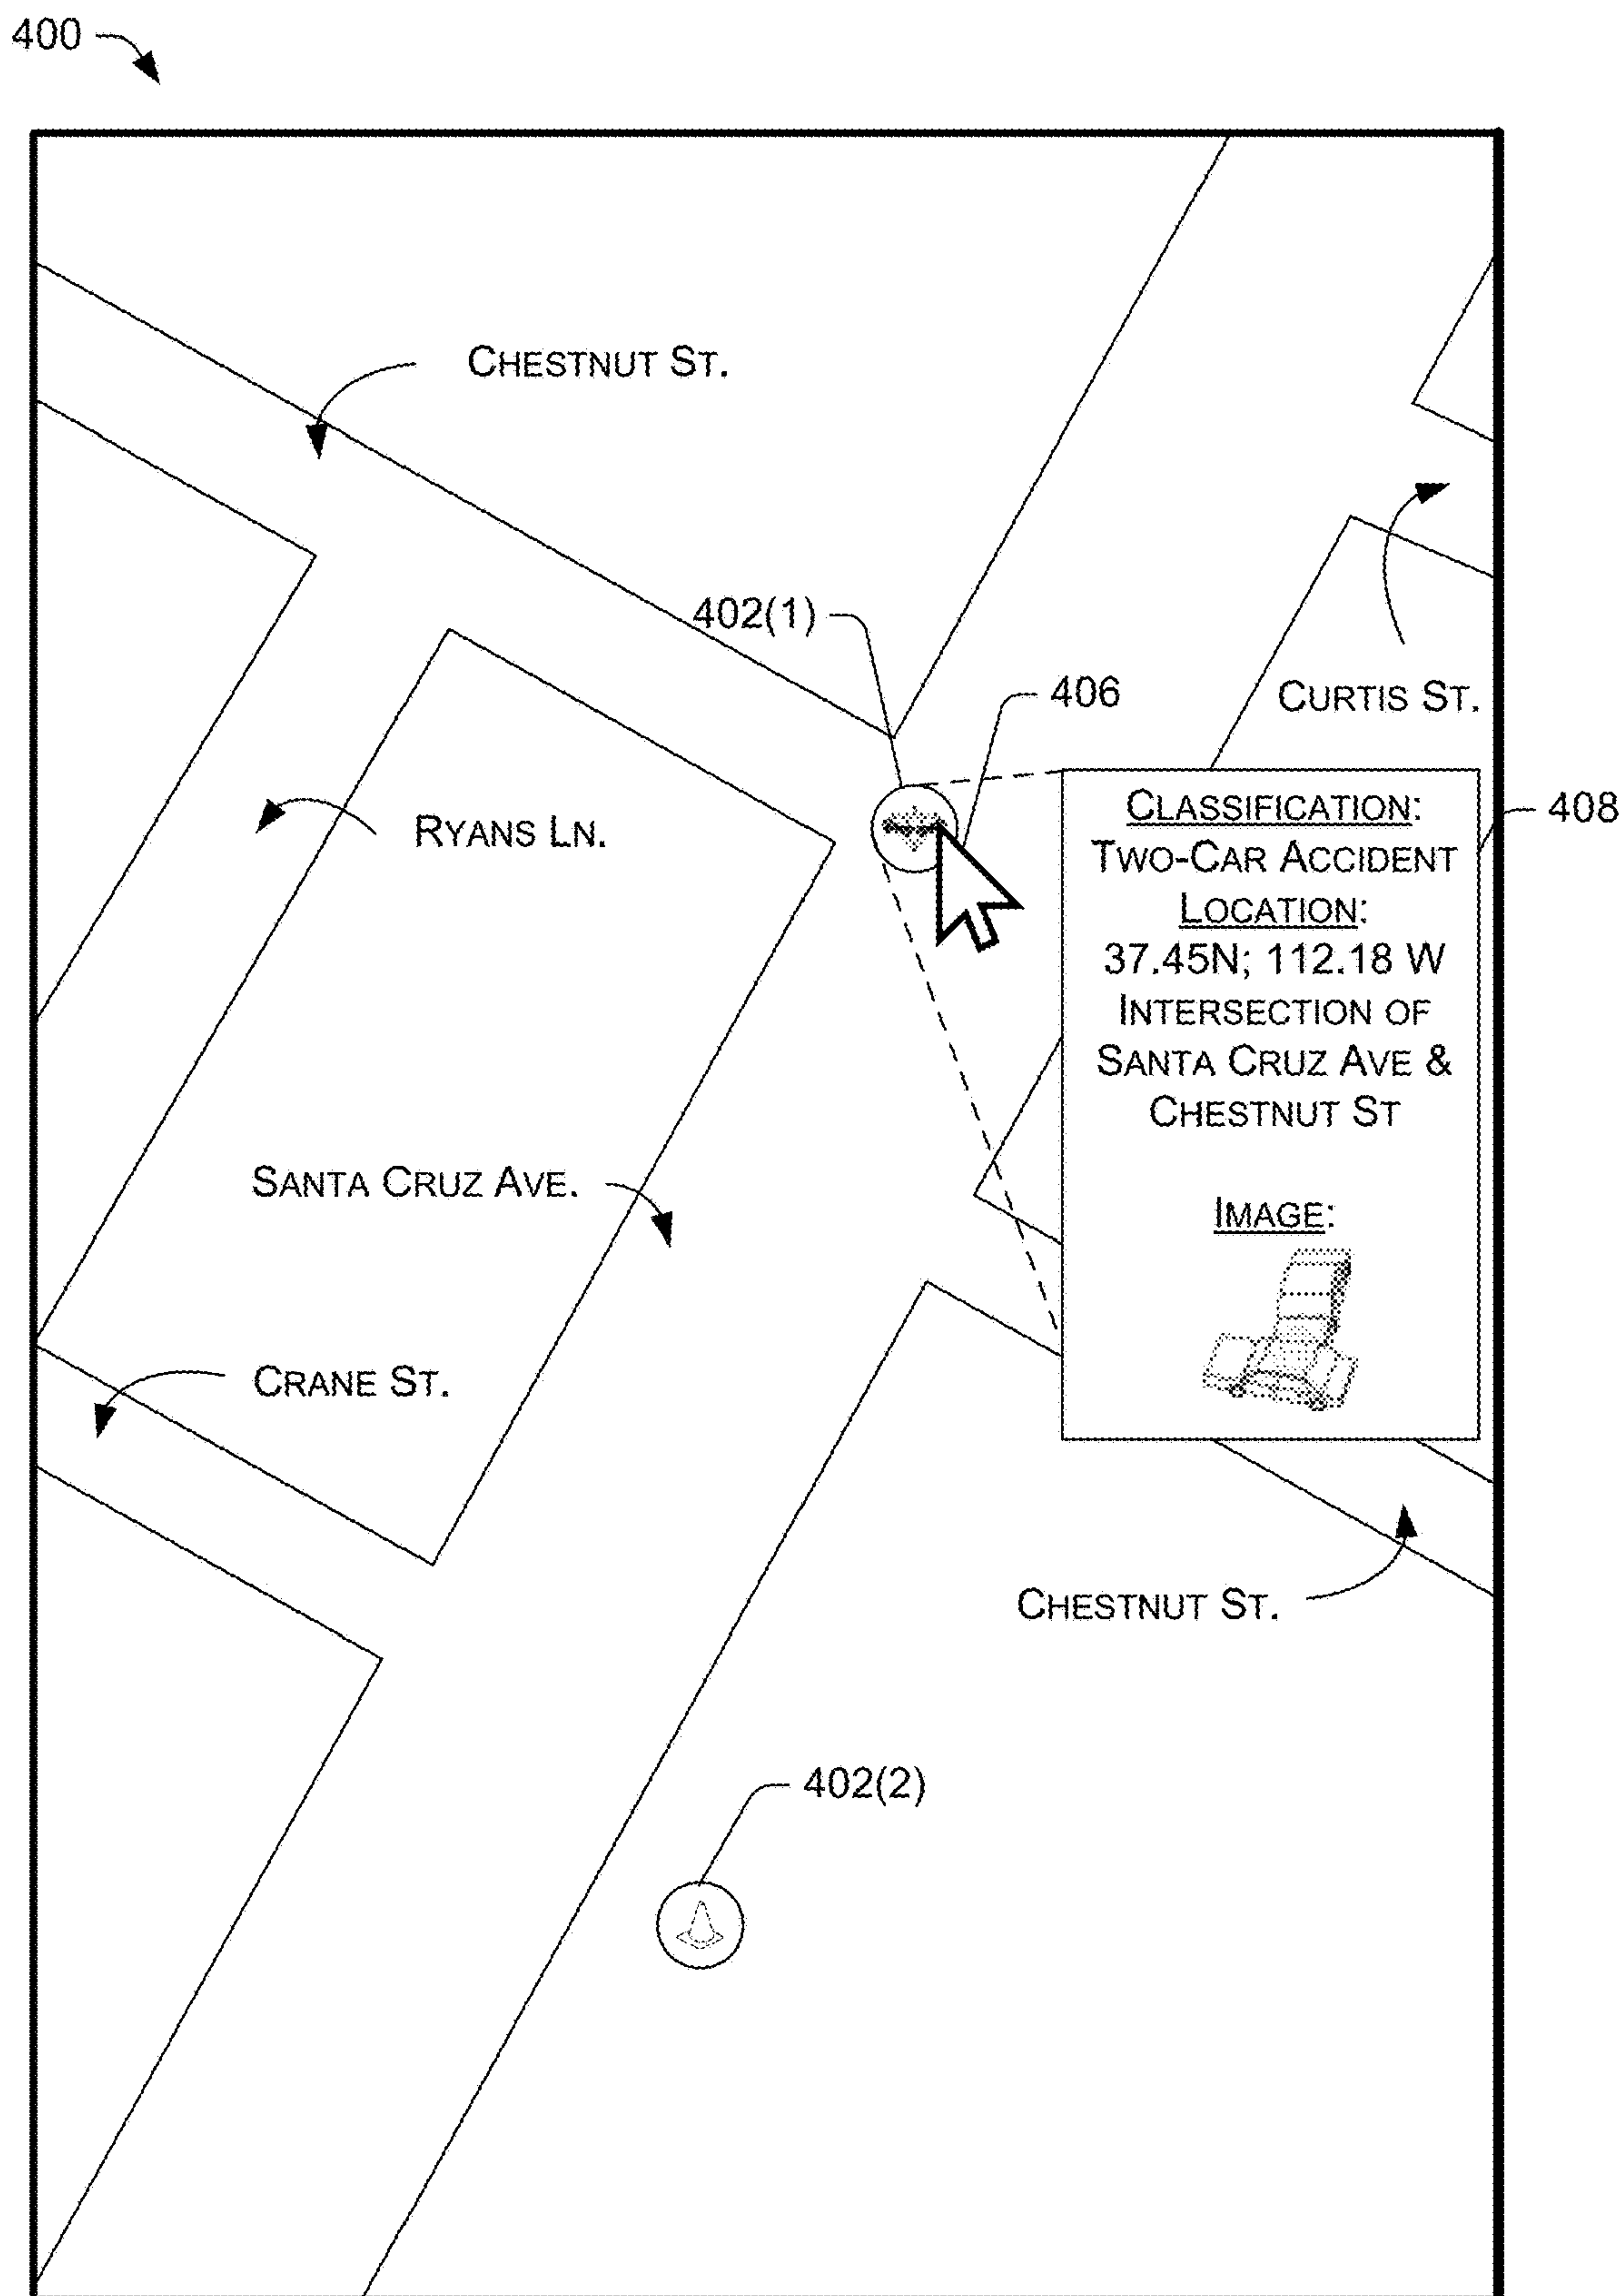 400
CHESTNUT ST.
402(1)
406
CURTIS ST.
RYANS LN.
CLASSIFICATION:
TWO-CAR ACCIDENT
LOCATION:
37.45N; 112.18 W
INTERSECTION OF
SANTA CRUZ AVE &
CHESTNUT ST
IMAGE:
408
SANTA CRUZ AVE.
CRANE ST.
CHESTNUT ST.
402(2)